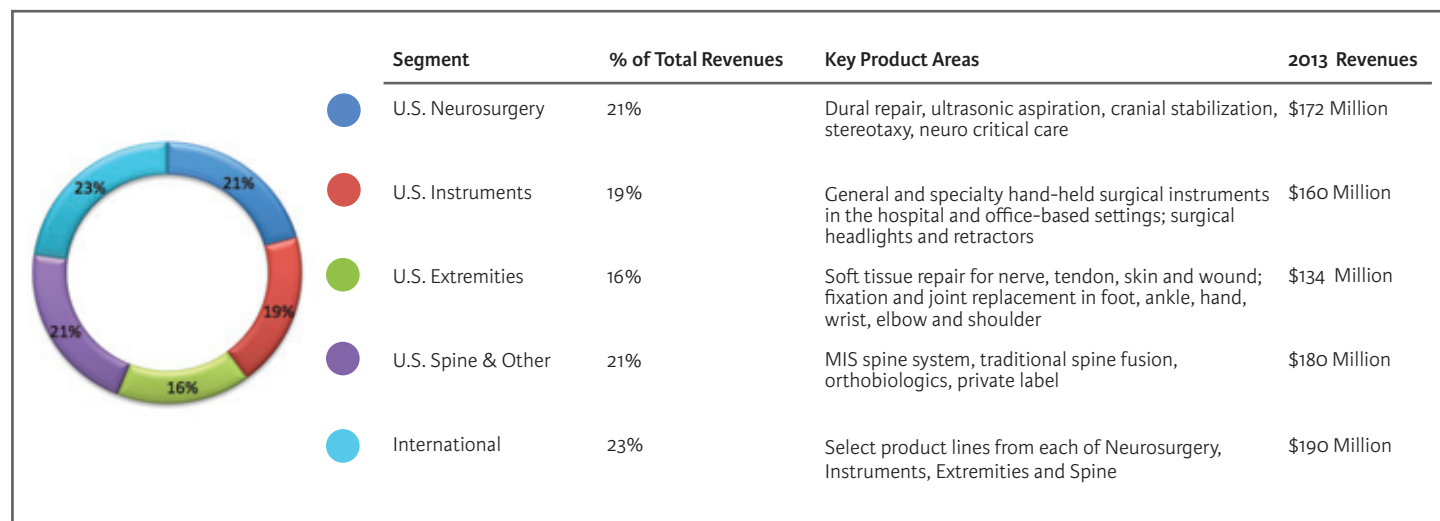 Segment % of Total Revenues Key Product Areas 2013 Revenues
U.S. Neurosurgery 21% Dural repair, ultrasonic aspiration, cranial stabilization, $172 Million
stereotaxy, neuro critical care
U.S. Instruments 19% General and specialty hand-held surgical instruments $160 Million
in the hospital and office-based settings; surgical
headlights and retractors
U.S. Extremities 16% Soft tissue repair for nerve, tendon, skin and wound; $134 Million
fixation and joint replacement in foot, ankle, hand,
wrist, elbow and shoulder
U.S. Spine & Other 21% MIS spine system, traditional spine fusion, $180 Million
orthobiologics, private label
International 23% Select product lines from each of Neurosurgery, $190 Million
Instruments, Extremities and Spine
23% 21%
19%
21%
16%